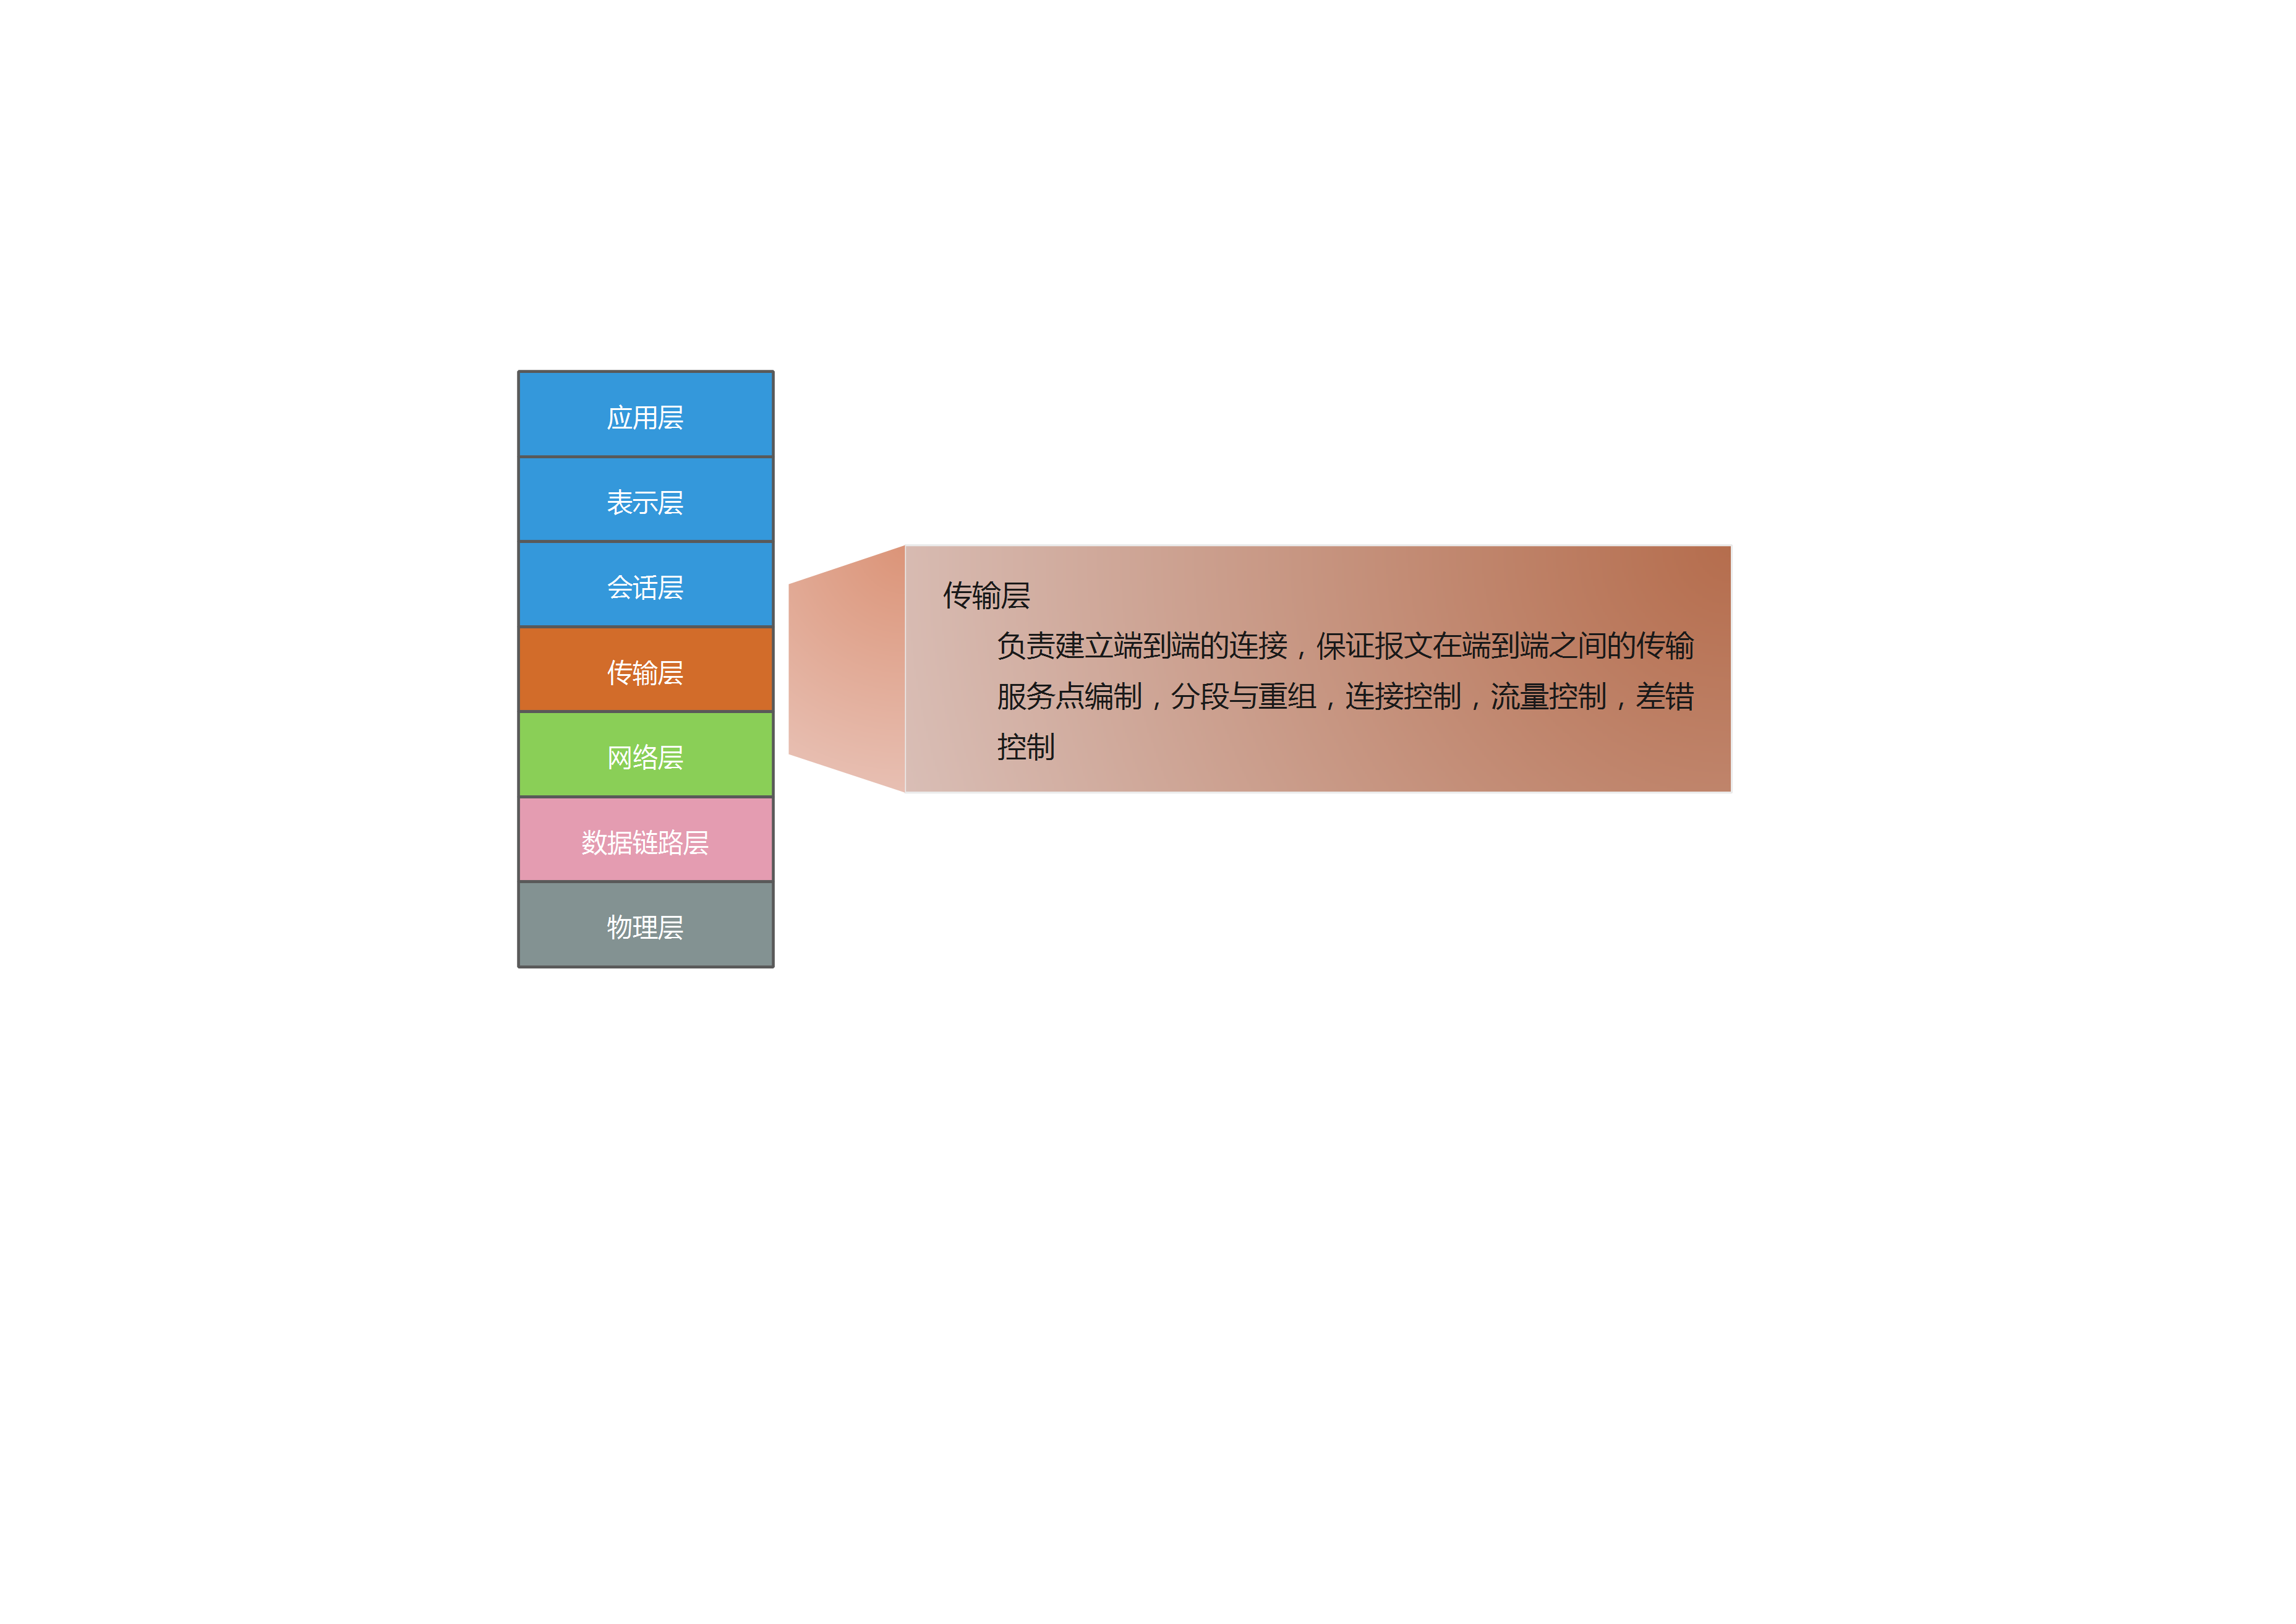 应用层
表示层
会话层
传输层
网络层
数据链路层
物理层
传输层
负责建立端到端的连接，保证报文在端到端之间的传输
服务点编制，分段与重组，连接控制，流量控制，差错
控制